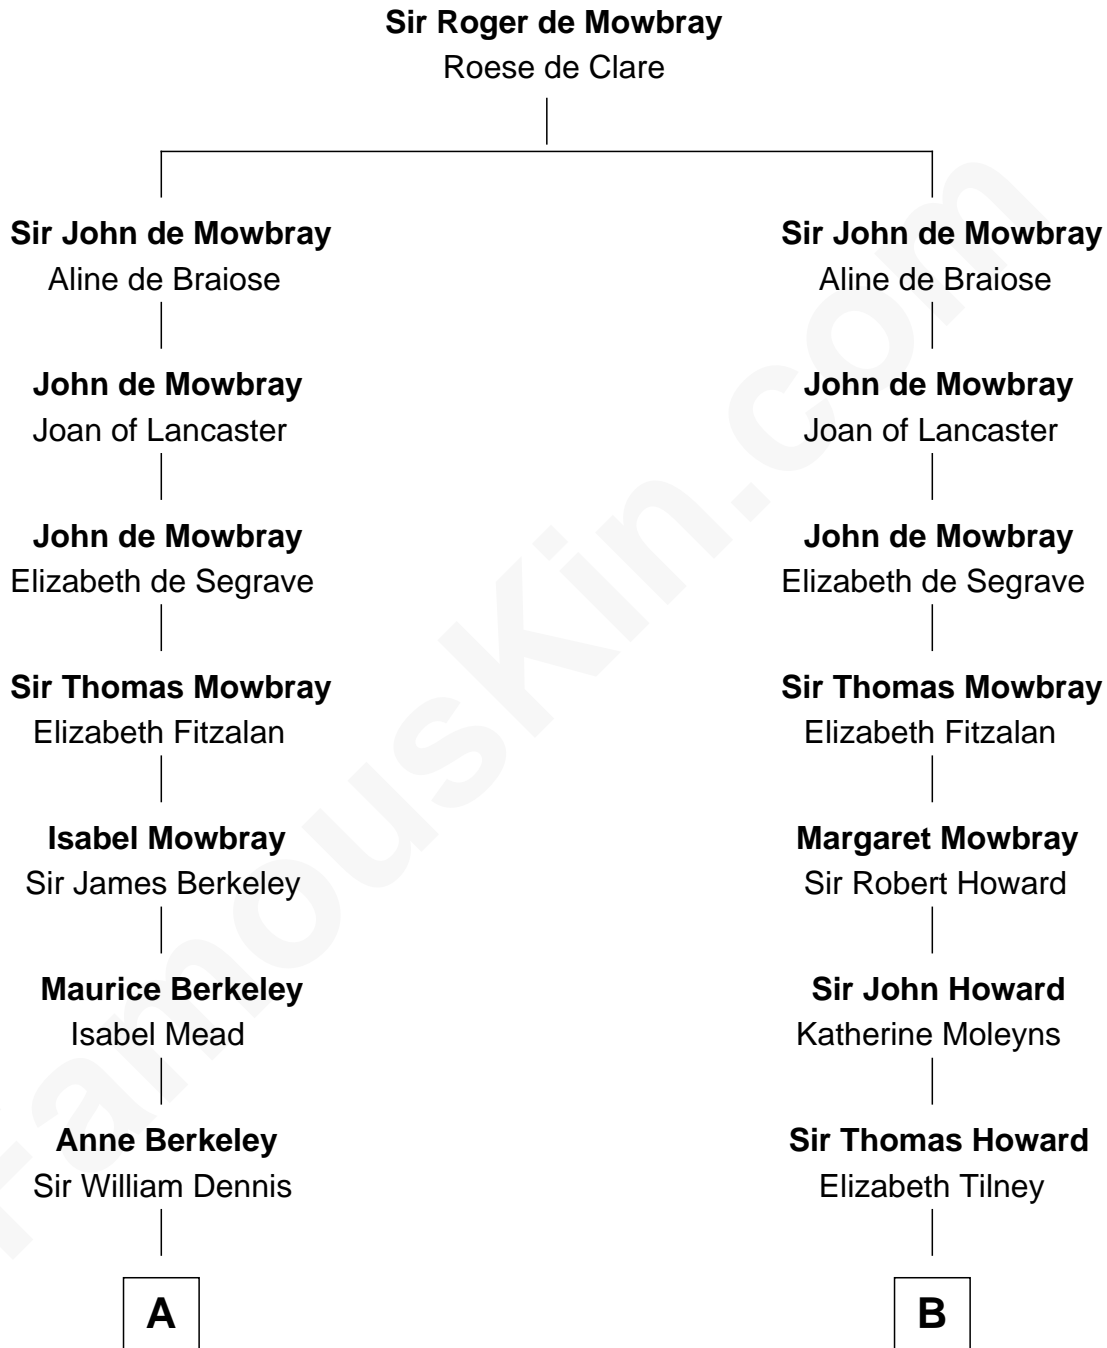 Sir Roger de Mowbray
Roese de Clare
Sir John de Mowbray
Aline de Braiose
Sir John de Mowbray
Aline de Braiose
John de Mowbray
Joan of Lancaster
John de Mowbray
Joan of Lancaster
John de Mowbray
Elizabeth de Segrave
John de Mowbray
Elizabeth de Segrave
Sir Thomas Mowbray
Elizabeth Fitzalan
Sir Thomas Mowbray
Elizabeth Fitzalan
Isabel Mowbray
Sir James Berkeley
Margaret Mowbray
Sir Robert Howard
Maurice Berkeley
Isabel Mead
Sir John Howard
Katherine Moleyns
Anne Berkeley
Sir William Dennis
Sir Thomas Howard
Elizabeth Tilney
A
B
FamousKin.com